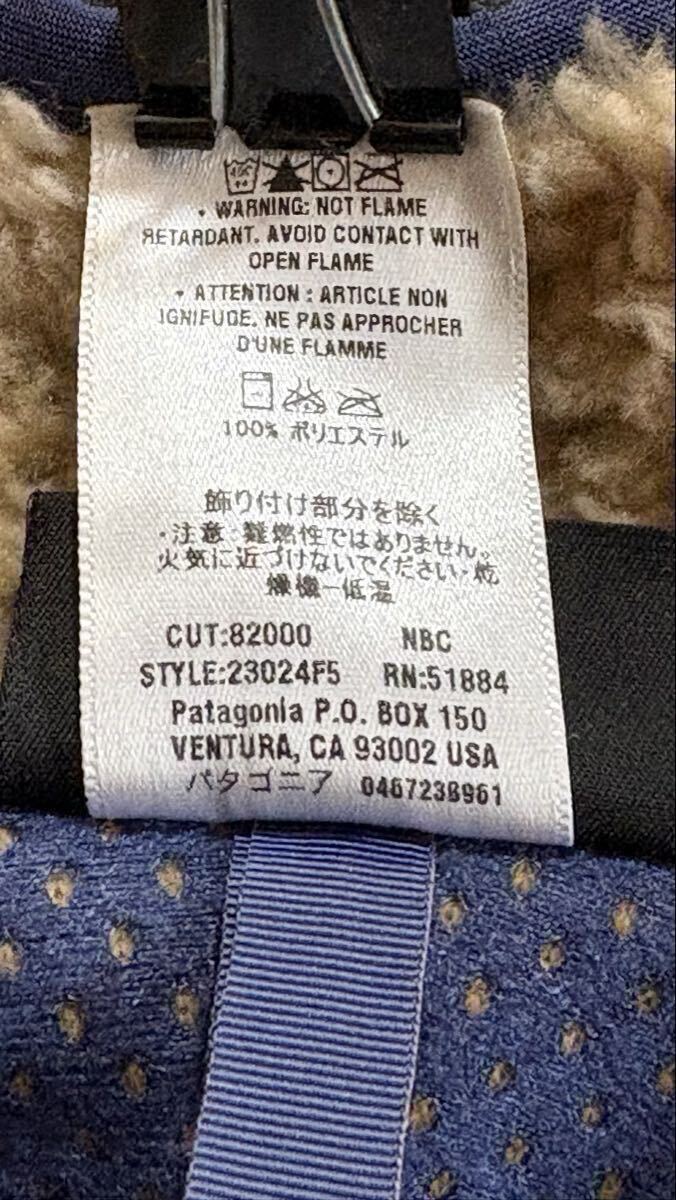 • WARNING: NOT FLAME
RETARDANT. AVOID CONTACT WITH
OPEN FLAME
• ATTENTION : ARTICLE NON
IGNIFUGE. NE PAS APPROCHER
D'UNE FLAMME
100% ポリエステル
飾り付け部分を除く
・注意：難燃性ではありません。
火気に近づけないでください・乾
燥機－低温
CUT:82000 NBC
STYLE:23024F5 RN:51884
Patagonia P.O. BOX 150
VENTURA, CA 93002 USA
パタゴニア 0467238961